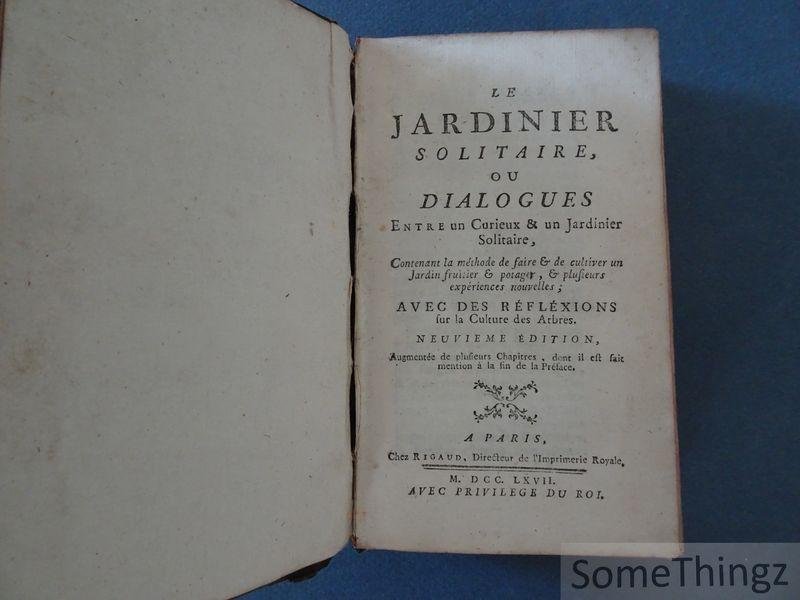 LE
JARDINIER
SOLITAIRE,
OU
DIALOGUES
ENTRE un Curieux & un Jardinier
Solitaire,
Contenant la méthode de faire & de cultiver un
Jardin fruitier & potager, & pluſieurs
expériences nouvelles ;
AVEC DES RÉFLÉXIONS
ſur la Culture des Arbres.
NEUVIEME ÉDITION,
Augmentée de pluſieurs Chapitres, dont il eſt fait
mention à la fin de la Préface.
A PARIS,
Chez RIGAUD, Directeur de l'Imprimerie Royale.
M. DCC. LXVII.
AVEC PRIVILEGE DU ROI.
SomeThingz